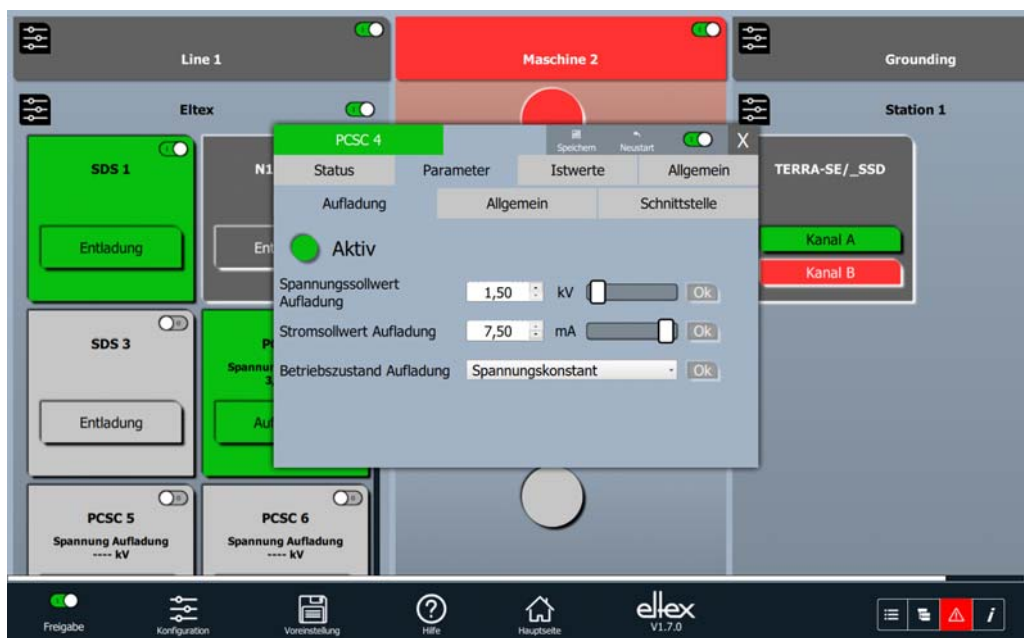 Line 1
Maschine 2
Grounding
Eltex
Station 1
PCSC 4
Speichern
Neustart
X
Status
Parameter
Istwerte
Allgemein
Aufladung
Allgemein
Schnittstelle
Aktiv
Spannungssollwert
Aufladung
1,50
kV
Ok
Stromsollwert Aufladung
7,50
mA
Ok
Betriebszustand Aufladung
Spannungskonstant
Ok
SDS 1
Entladung
N1
TERRA-SE/_SSD
Kanal A
Kanal B
SDS 3
Entladung
PCSC 5
Spannung Aufladung
---- kV
PCSC 6
Spannung Aufladung
---- kV
Freigabe
Konfiguration
Voreinstellung
?
Hilfe
Hauptseite
eltex
V1.7.0
i